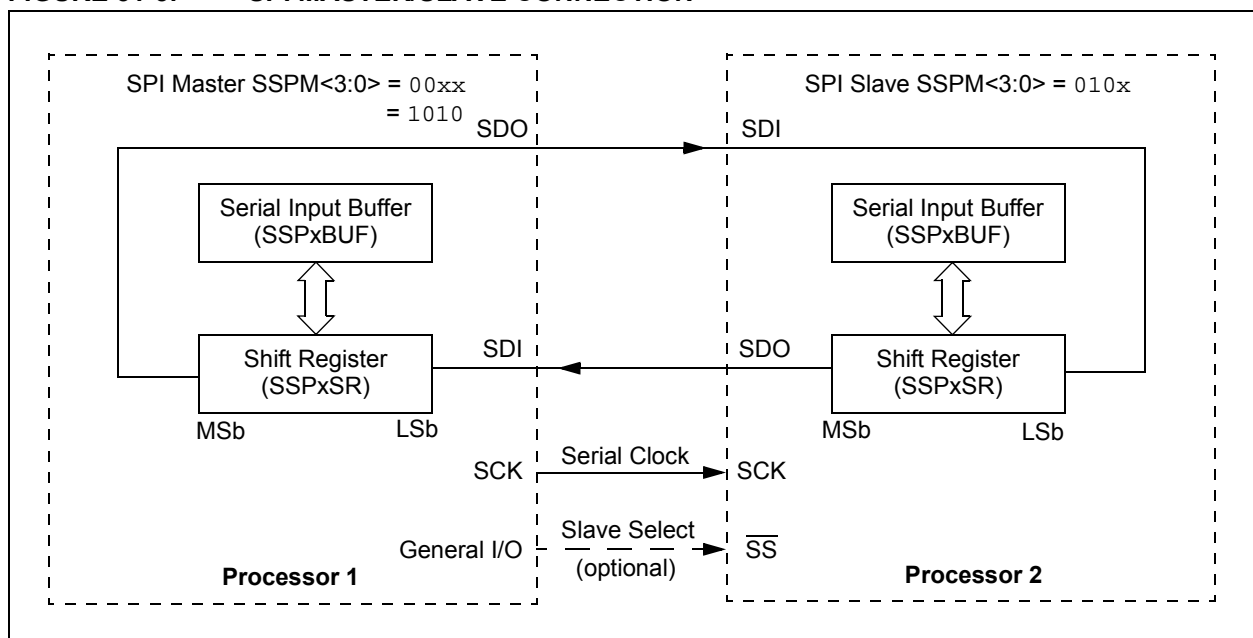 SPI Master SSPM<3:0> = 00xx
= 1010
SPI Slave SSPM<3:0> = 010x
SDO
SDI
Serial Input Buffer
(SSPxBUF)
Serial Input Buffer
(SSPxBUF)
SDI
SDO
Shift Register
(SSPxSR)
Shift Register
(SSPxSR)
MSb
LSb
MSb
LSb
SCK
Serial Clock
SCK
General I/O
Slave Select
(optional)
SS
Processor 1
Processor 2